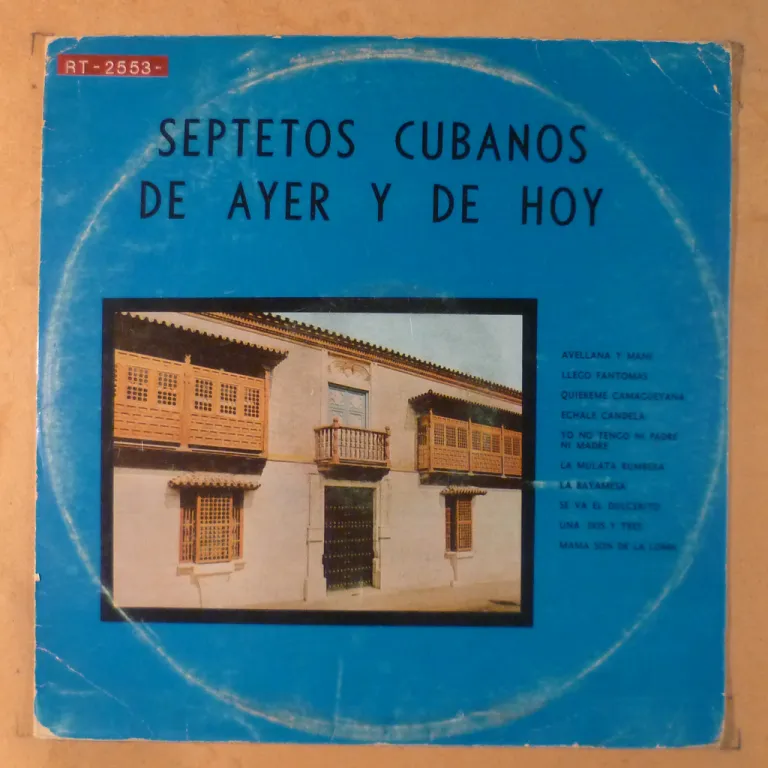 RT-2553-
SEPTETOS CUBANOS
DE AYER Y DE HOY
AVELLANA Y MANI
LLEGO FANTOMAS
QUIEREME CAMAGUEYANA
ECHALE CANDELA
YO NO TENGO NI PADRE
NI MADRE
LA MULATA RUMBERA
LA BAYAMESA
SE VA EL DULCERITO
UNA DOS Y TRES
MAMA SON DE LA LOMA